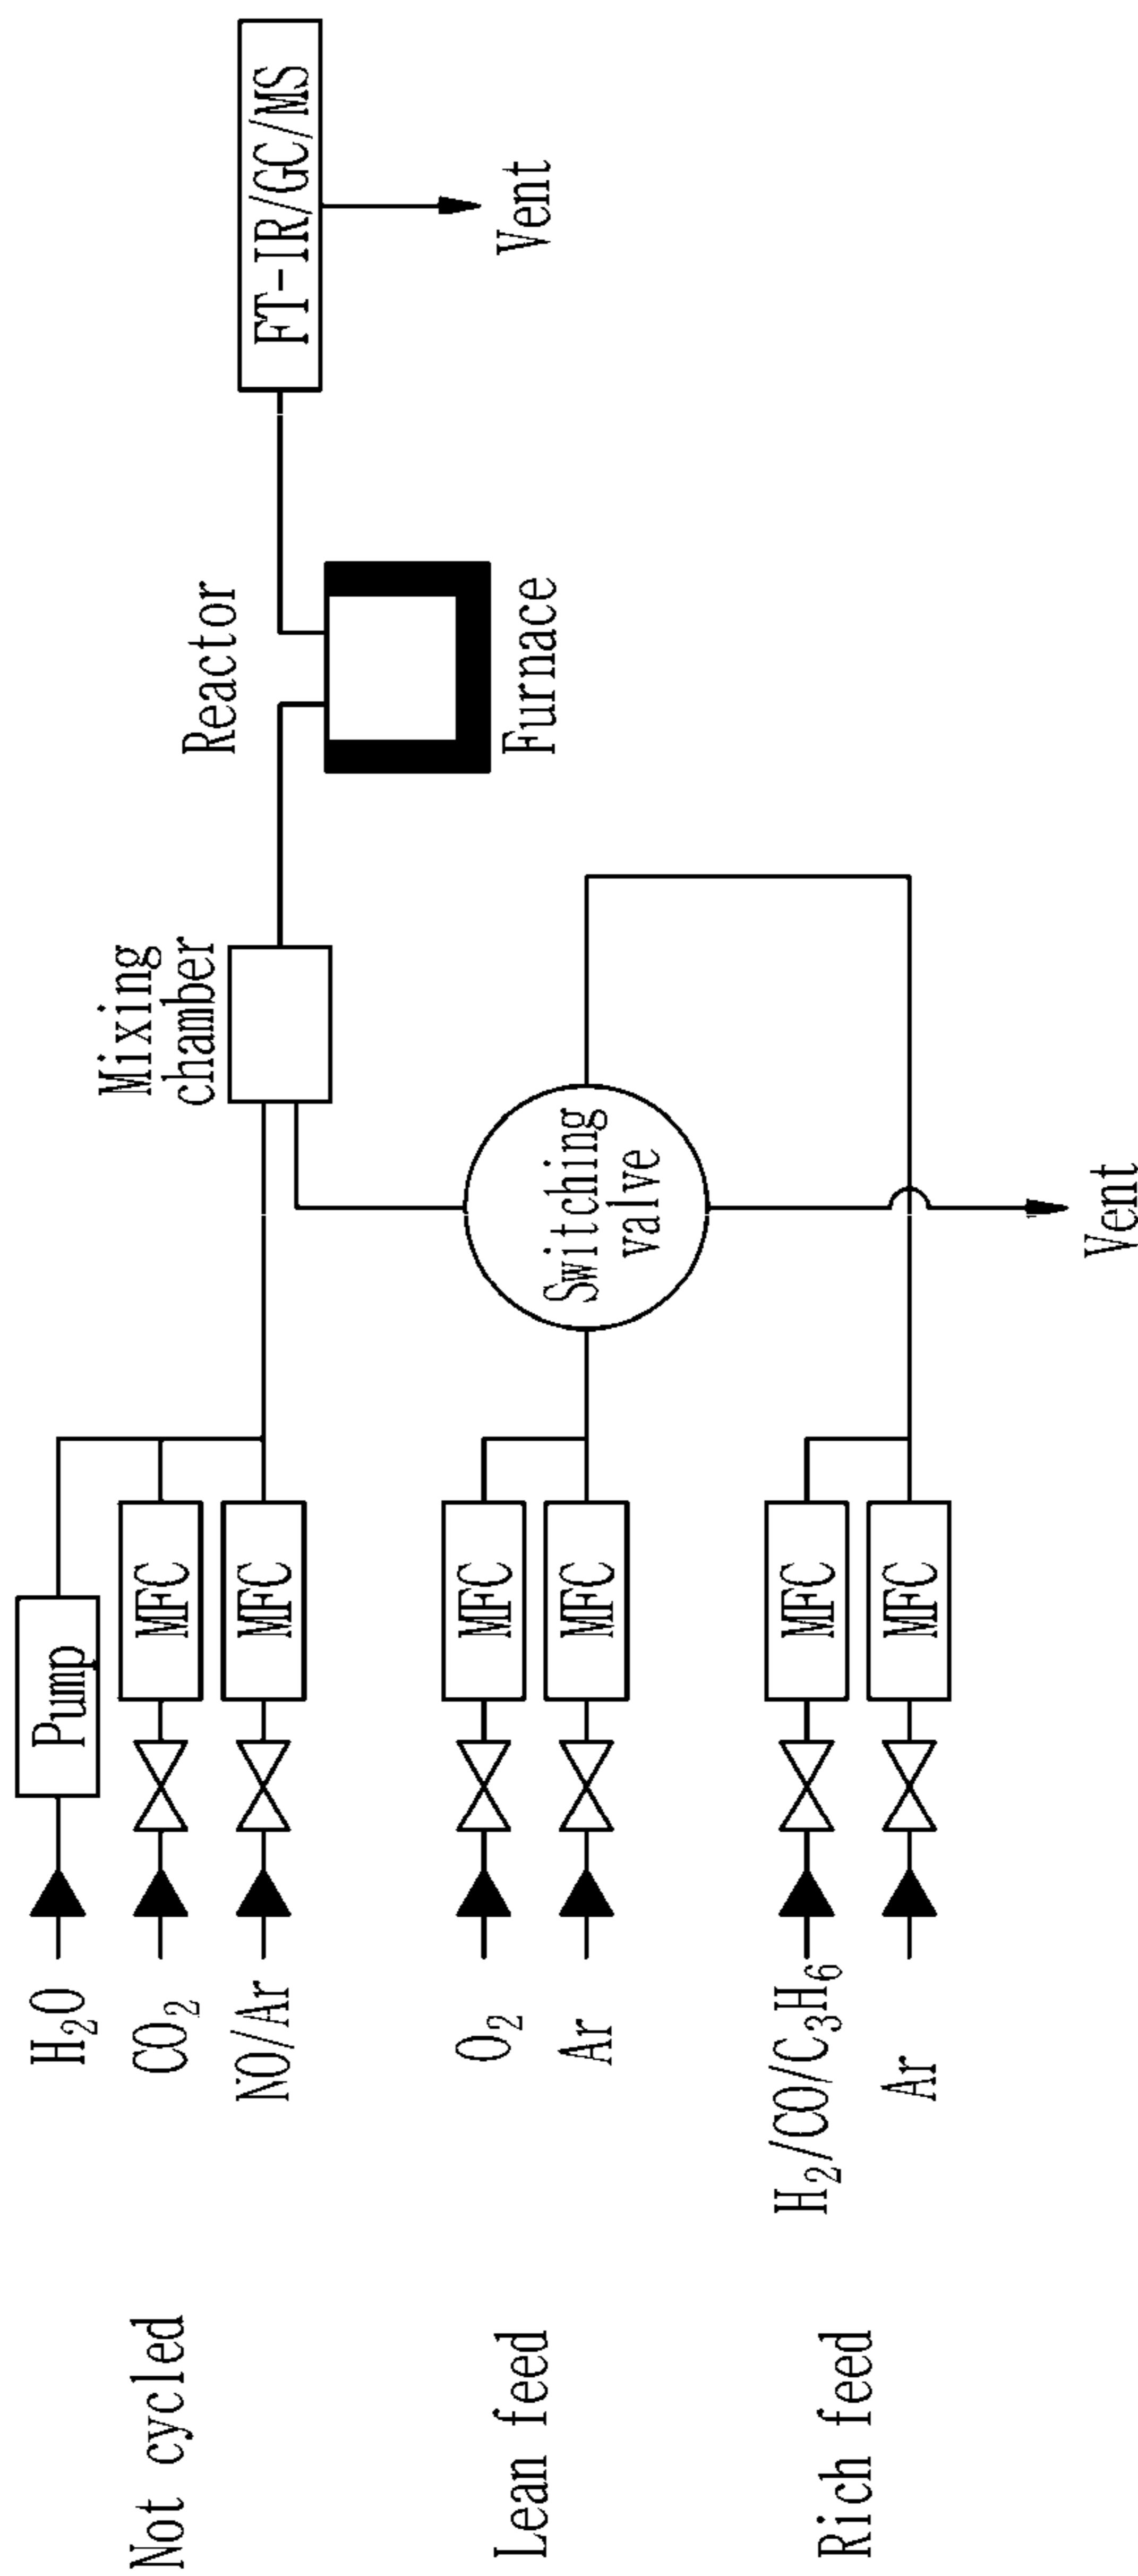 Not cycled
H₂O
Pump
CO₂
MFC
NO/Ar
MFC
Mixing
chamber
Reactor
Furnace
FT-IR/GC/MS
Vent
Lean feed
O₂
MFC
Ar
MFC
Switching
valve
Rich feed
H₂/CO/C₃H₆
MFC
Ar
MFC
Vent